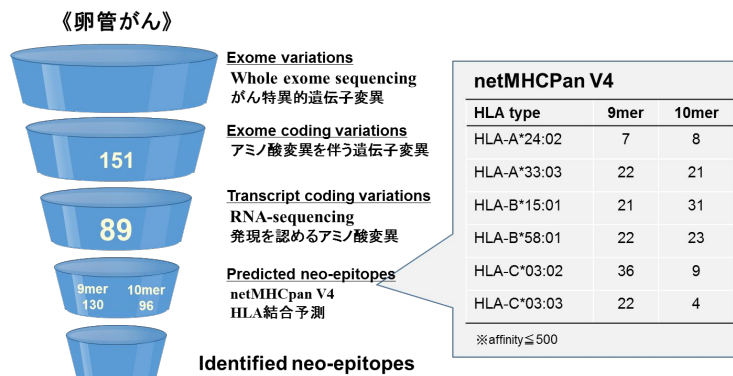 《卵管がん》
Exome variations
Whole exome sequencing
がん特異的遺伝子変異
Exome coding variations
アミノ酸変異を伴う遺伝子変異
151
Transcript coding variations
RNA-sequencing
発現を認めるアミノ酸変異
89
Predicted neo-epitopes
netMHCpan V4
HLA結合予測
9mer 10mer
130 96
Identified neo-epitopes
netMHCPan V4
HLA type 9mer 10mer
HLA-A*24:02 7 8
HLA-A*33:03 22 21
HLA-B*15:01 21 31
HLA-B*58:01 22 23
HLA-C*03:02 36 9
HLA-C*03:03 22 4
※affinity≦500